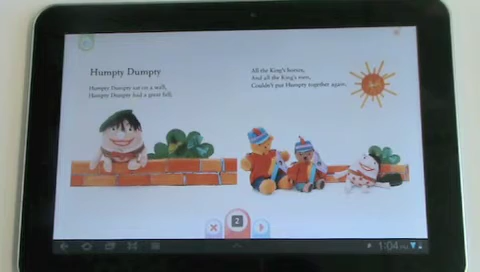 Humpty Dumpty
Humpty Dumpty sat on a wall,
Humpty Dumpty had a great fall;
All the King's horses,
And all the King's men,
Couldn't put Humpty together again.
2
1:04 PM